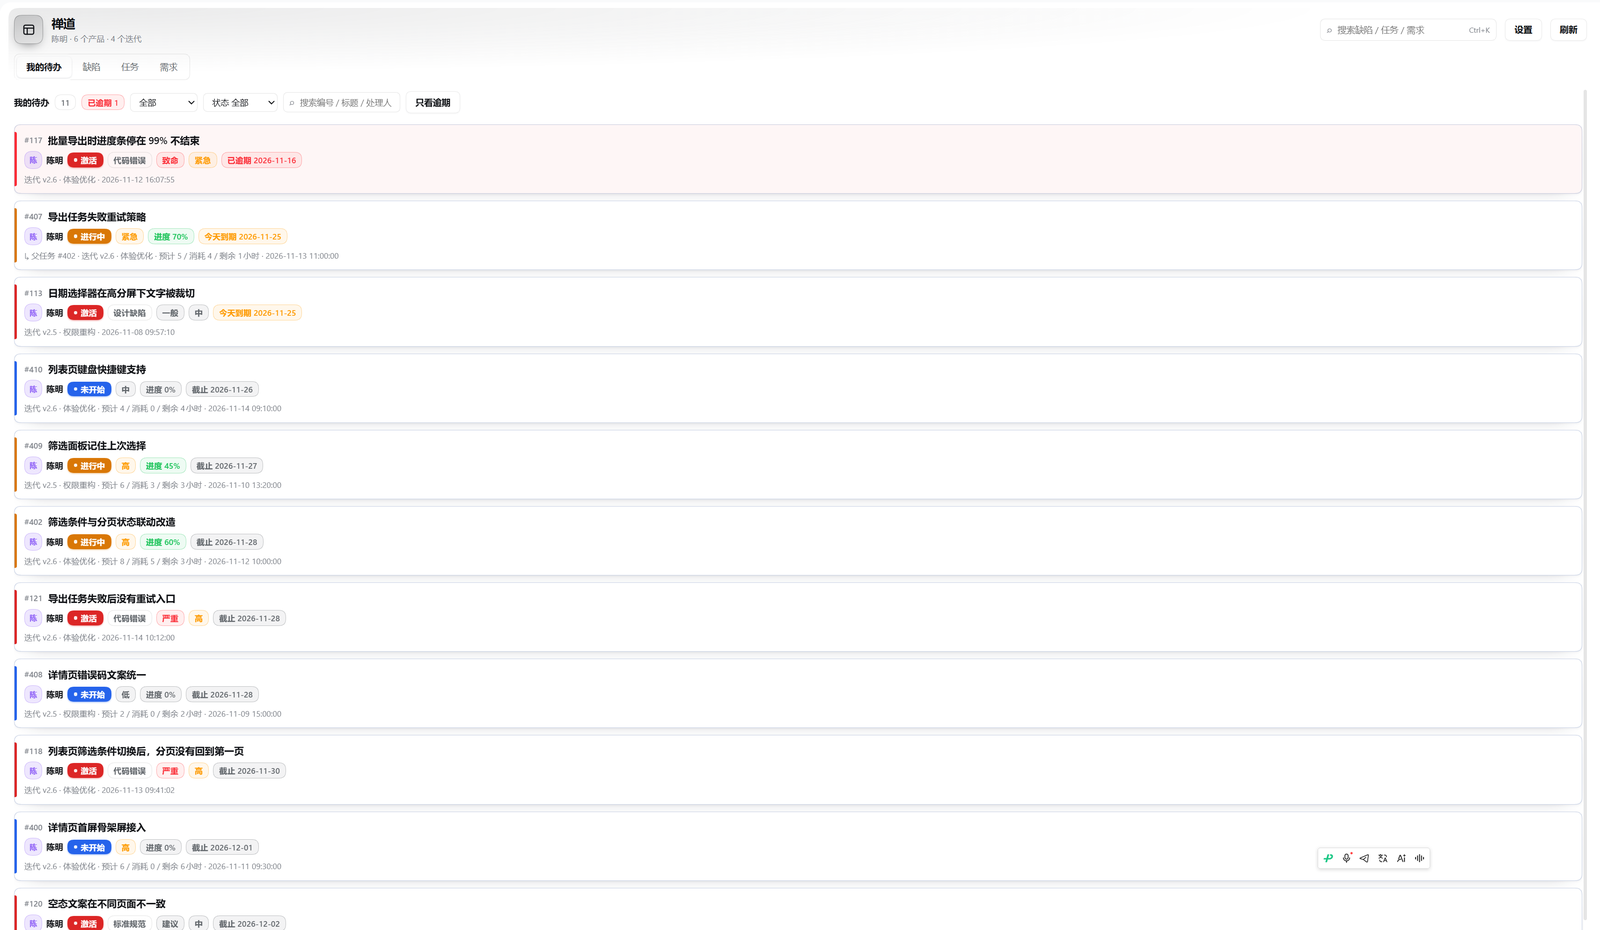 禅道
陈明 · 6 个产品 · 4 个迭代
搜索缺陷 / 任务 / 需求 Ctrl+K 设置 刷新
我的待办 缺陷 任务 需求
我的待办 11 已逾期 1 全部 状态 全部 搜索编号 / 标题 / 处理人 只看逾期
#117 批量导出时进度条停在 99% 不结束
陈 陈明 • 激活 代码错误 致命 紧急 已逾期 2026-11-16
迭代 v2.6 · 体验优化 · 2026-11-12 16:07:55
#407 导出任务失败重试策略
陈 陈明 • 进行中 紧急 进度 70% 今天到期 2026-11-25
↳ 父任务 #402 · 迭代 v2.6 · 体验优化 · 预计 5 / 消耗 4 / 剩余 1小时 · 2026-11-13 11:00:00
#113 日期选择器在高分屏下文字被裁切
陈 陈明 • 激活 设计缺陷 一般 中 今天到期 2026-11-25
迭代 v2.5 · 权限重构 · 2026-11-08 09:57:10
#410 列表页键盘快捷键支持
陈 陈明 • 未开始 中 进度 0% 截止 2026-11-26
迭代 v2.6 · 体验优化 · 预计 4 / 消耗 0 / 剩余 4小时 · 2026-11-14 09:10:00
#409 筛选面板记住上次选择
陈 陈明 • 进行中 高 进度 45% 截止 2026-11-27
迭代 v2.5 · 权限重构 · 预计 6 / 消耗 3 / 剩余 3小时 · 2026-11-10 13:20:00
#402 筛选条件与分页状态联动改造
陈 陈明 • 进行中 高 进度 60% 截止 2026-11-28
迭代 v2.6 · 体验优化 · 预计 8 / 消耗 5 / 剩余 3小时 · 2026-11-12 10:00:00
#121 导出任务失败后没有重试入口
陈 陈明 • 激活 代码错误 严重 高 截止 2026-11-28
迭代 v2.6 · 体验优化 · 2026-11-14 10:12:00
#408 详情页错误码文案统一
陈 陈明 • 未开始 低 进度 0% 截止 2026-11-28
迭代 v2.5 · 权限重构 · 预计 2 / 消耗 0 / 剩余 2小时 · 2026-11-09 15:00:00
#118 列表页筛选条件切换后，分页没有回到第一页
陈 陈明 • 激活 代码错误 严重 高 截止 2026-11-30
迭代 v2.6 · 体验优化 · 2026-11-13 09:41:02
#400 详情页首屏骨架屏接入
陈 陈明 • 未开始 高 进度 0% 截止 2026-12-01
迭代 v2.6 · 体验优化 · 预计 6 / 消耗 0 / 剩余 6小时 · 2026-11-11 09:30:00
#120 空态文案在不同页面不一致
陈 陈明 • 激活 标准规范 建议 中 截止 2026-12-02